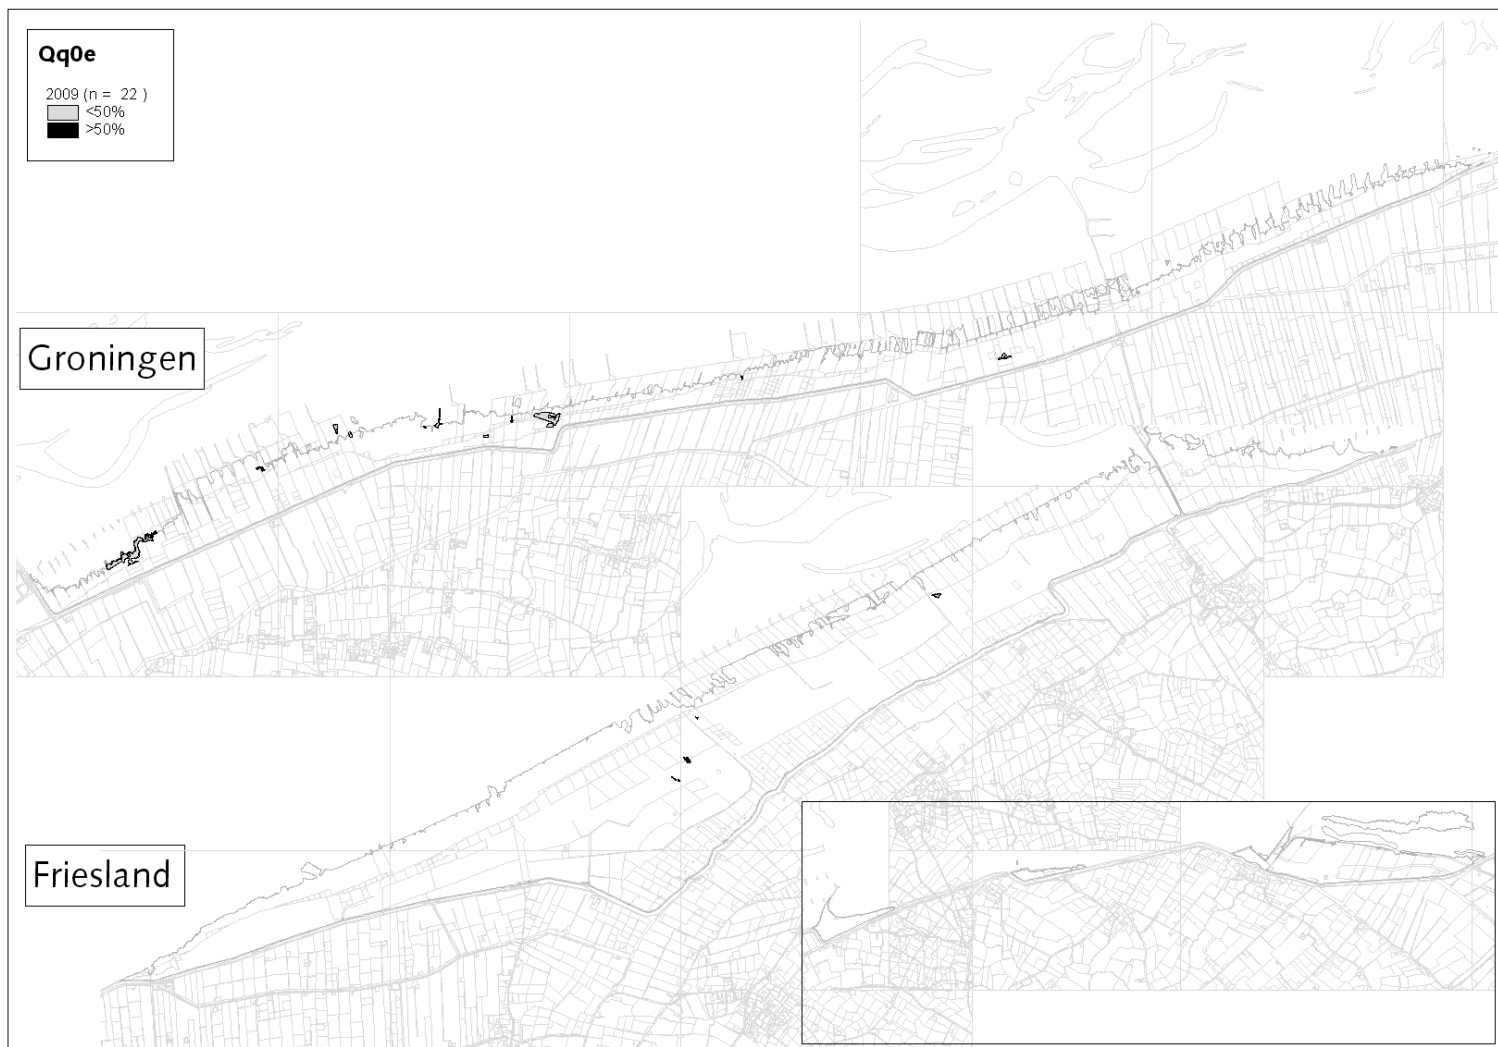 Qq0e
2009 (n = 22 )
<50%
>50%
Groningen
Friesland